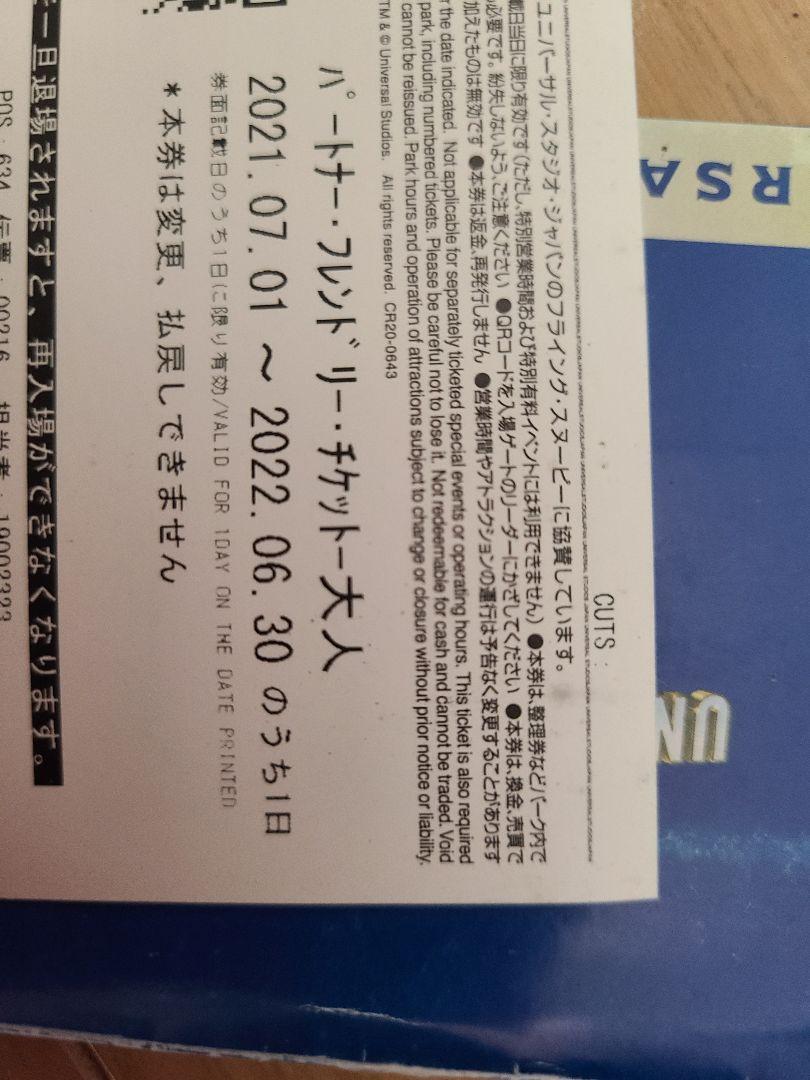 CUTS :
ユニバーサル・スタジオ・ジャパンのフライング・スヌーピーに協賛しています。
載日当日に限り有効です(ただし、特別営業時間および特別有料イベントには利用できません) ●本券は、整理券などパーク内で
必要です。紛失しないよう、ご注意ください ●QRコードを入場ゲートのリーダーにかざしてください ●本券は、換金、売買で
加えたものは無効です ●本券は返金、再発行しません ●営業時間やアトラクションの運行は予告なく変更することがあります
the date indicated. Not applicable for separately ticketed special events or operating hours. This ticket is also required
park, including numbered tickets. Please be careful not to lose it. Not redeemable for cash and cannot be traded. Void
cannot be reissued. Park hours and operation of attractions subject to change or closure without prior notice or liability.
TM & © Universal Studios. All rights reserved. CR20-0643
パートナー・フレンドリー・チケットー大人
2021.07.01 ～ 2022.06.30 のうち1日
券面記載日のうち1日に限り有効/VALID FOR 1DAY ON THE DATE PRINTED
*本券は変更、払戻しできません
一旦退場されますと、再入場ができなくなります。
POS : 634 伝票 : 00216 担当者 : 19002323
RSA
UN